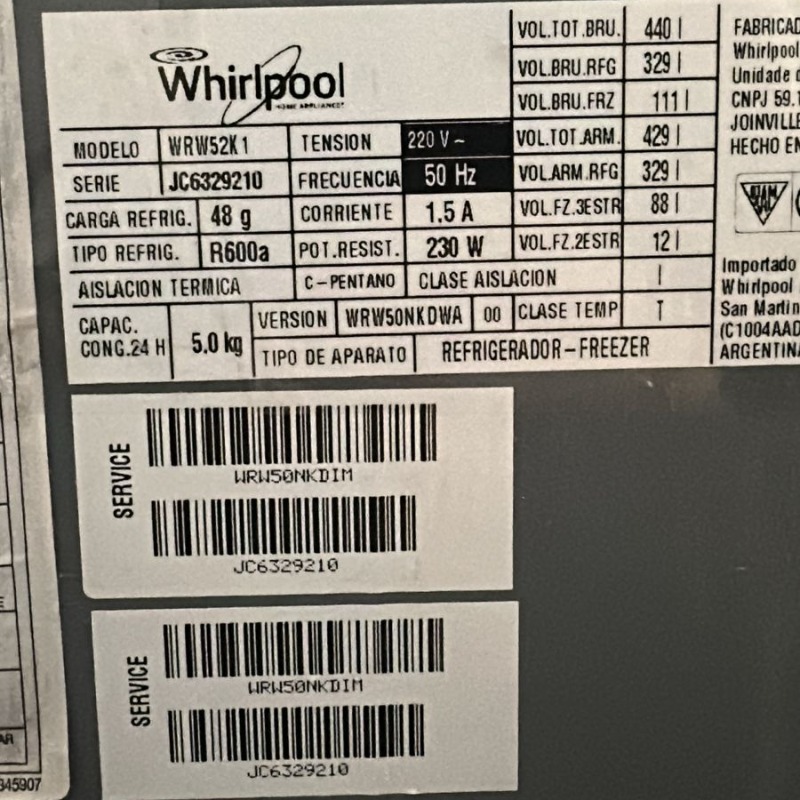 Whirlpool
HOME APPLIANCES
MODELO WRW52K1 TENSION 220 V~
SERIE JC6329210 FRECUENCIA 50 Hz
CARGA REFRIG. 48 g CORRIENTE 1.5 A
TIPO REFRIG. R600a POT.RESIST. 230 W
AISLACION TERMICA C-PENTANO CLASE AISLACION I
CAPAC. CONG.24 H 5.0 kg VERSION WRW50NKDWA 00 CLASE TEMP T
TIPO DE APARATO REFRIGERADOR-FREEZER
VOL.TOT.BRU. 440 l
VOL.BRU.RFG 329 l
VOL.BRU.FRZ 111 l
VOL.TOT.ARM. 429 l
VOL.ARM.RFG 329 l
VOL.FZ.3ESTR 88 l
VOL.FZ.2ESTR 12 l
FABRICAD
Whirlpool
Unidade
CNPJ 59.1
JOINVILLE
HECHO EN
Importado
Whirlpool
San Martin
(C1004AAD
ARGENTINA
SERVICE
WRW50NKDIM
JC6329210
SERVICE
WRW50NKDIM
JC6329210
AR
345907